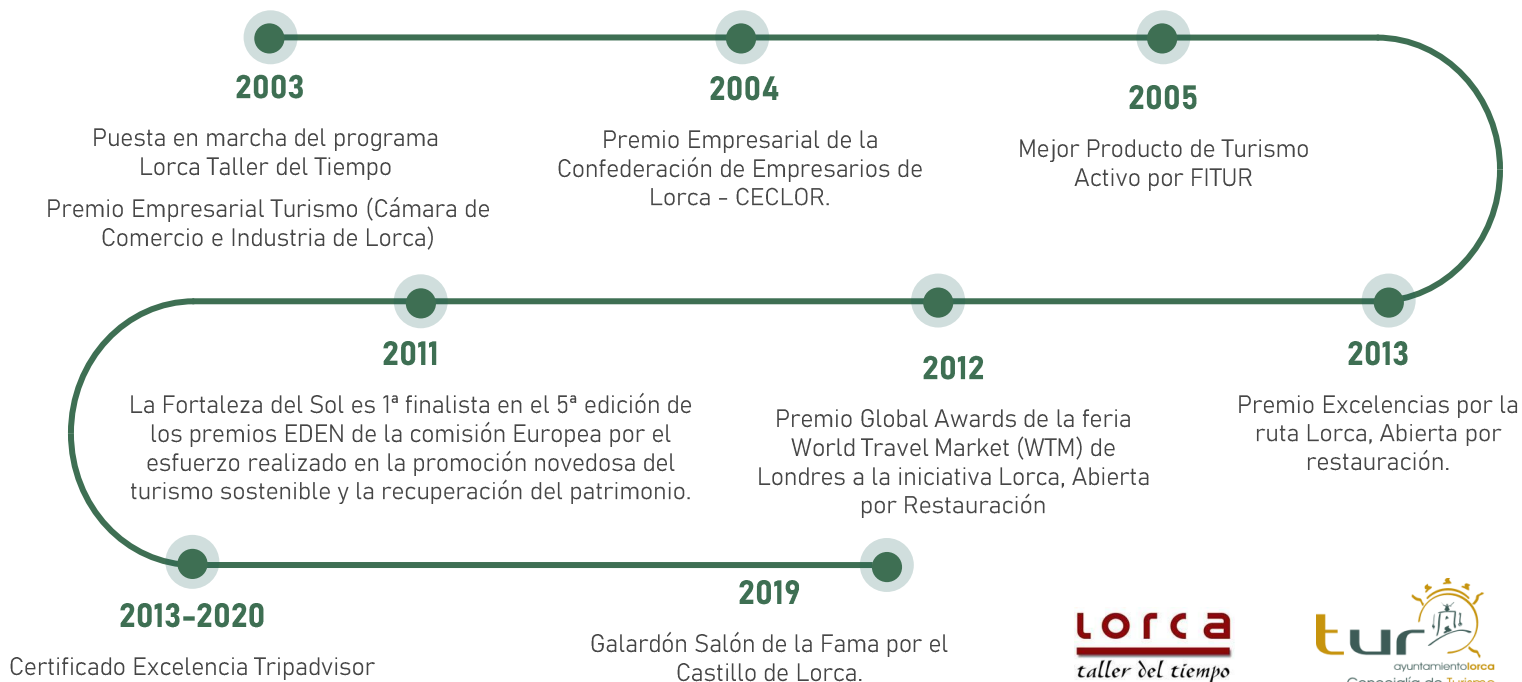 2003
Puesta en marcha del programa
Lorca Taller del Tiempo
Premio Empresarial Turismo (Cámara de
Comercio e Industria de Lorca)
2004
Premio Empresarial de la
Confederación de Empresarios de
Lorca - CECLOR.
2005
Mejor Producto de Turismo
Activo por FITUR
2011
La Fortaleza del Sol es 1ª finalista en el 5ª edición de
los premios EDEN de la comisión Europea por el
esfuerzo realizado en la promoción novedosa del
turismo sostenible y la recuperación del patrimonio.
2012
Premio Global Awards de la feria
World Travel Market (WTM) de
Londres a la iniciativa Lorca, Abierta
por Restauración
2013
Premio Excelencias por la
ruta Lorca, Abierta por
restauración.
2013-2020
Certificado Excelencia Tripadvisor
2019
Galardón Salón de la Fama por el
Castillo de Lorca.
Lorca
taller del tiempo
tur
ayuntamientolorca
Concejalía de Turismo